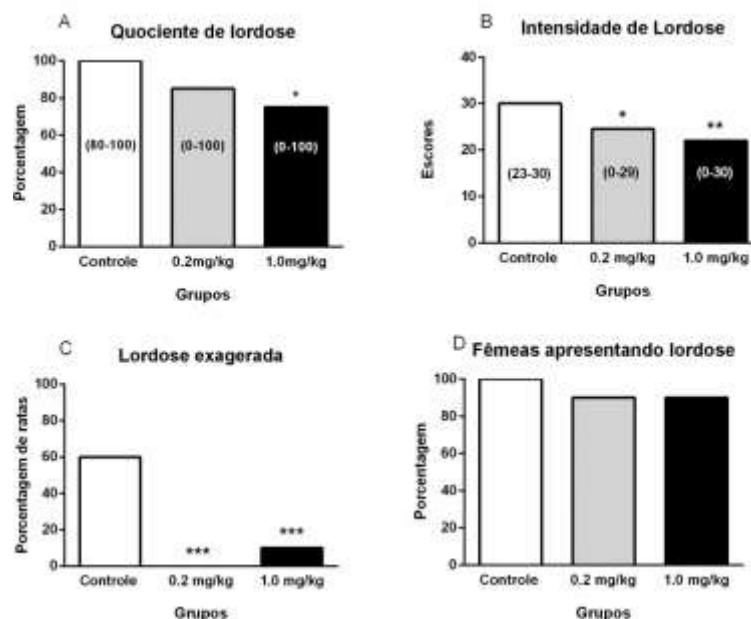 A
Quociente de lordose
Porcentagem
100
80
60
40
20
0
(80-100)
(0-100)
*
(0-100)
Controle 0.2mg/kg 1.0mg/kg
Grupos
B
Intensidade de Lordose
Escores
40
30
20
10
0
(23-30)
*
(0-29)
**
(0-30)
Controle 0.2 mg/kg 1.0 mg/kg
Grupos
C
Lordose exagerada
Porcentagem de ratas
100
80
60
40
20
0
***
***
Controle 0.2 mg/kg 1.0 mg/kg
Grupos
D
Fêmeas apresentando lordose
Porcentagem
100
80
60
40
20
0
Controle 0.2 mg/kg 1.0 mg/kg
Grupos